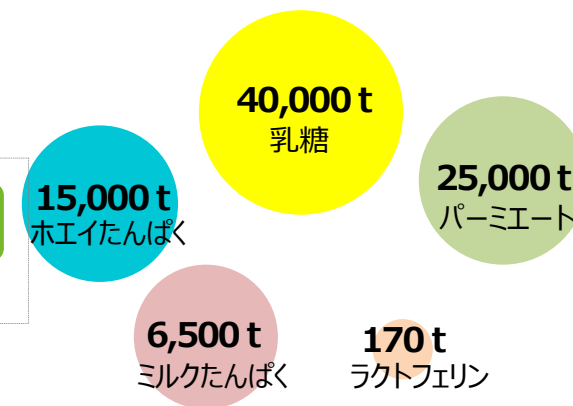 40,000 t
乳糖
25,000 t
パーミエート
15,000 t
ホエイたんぱく
6,500 t
ミルクたんぱく
170 t
ラクトフェリン